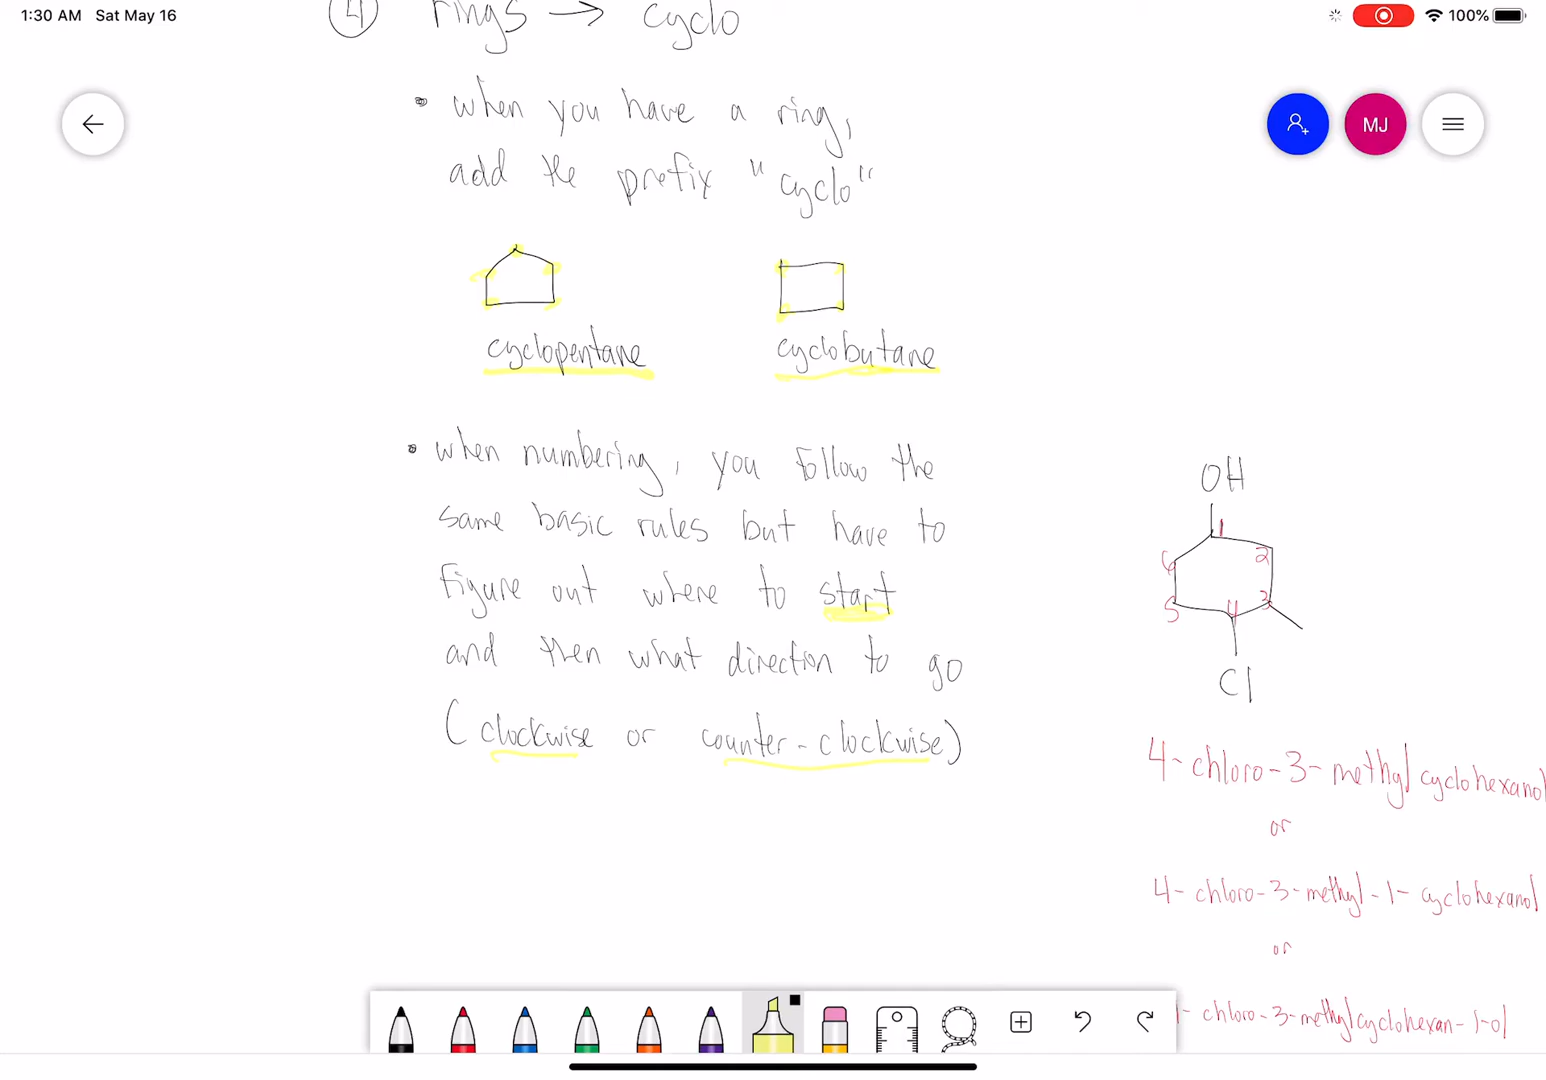 1:30 AM Sat May 16
100%
4 rings → cyclo
MJ
• when you have a ring,
add the prefix "cyclo"
cyclopentane
cyclobutane
• when numbering, you follow the
same basic rules but have to
figure out where to start
and then what direction to go
(clockwise or counter-clockwise)
OH
1
6
2
5
4
3
Cl
4-chloro-3-methylcyclohexanol
or
4-chloro-3-methyl-1-cyclohexanol
or
-chloro-3-methylcyclohexan-1-ol